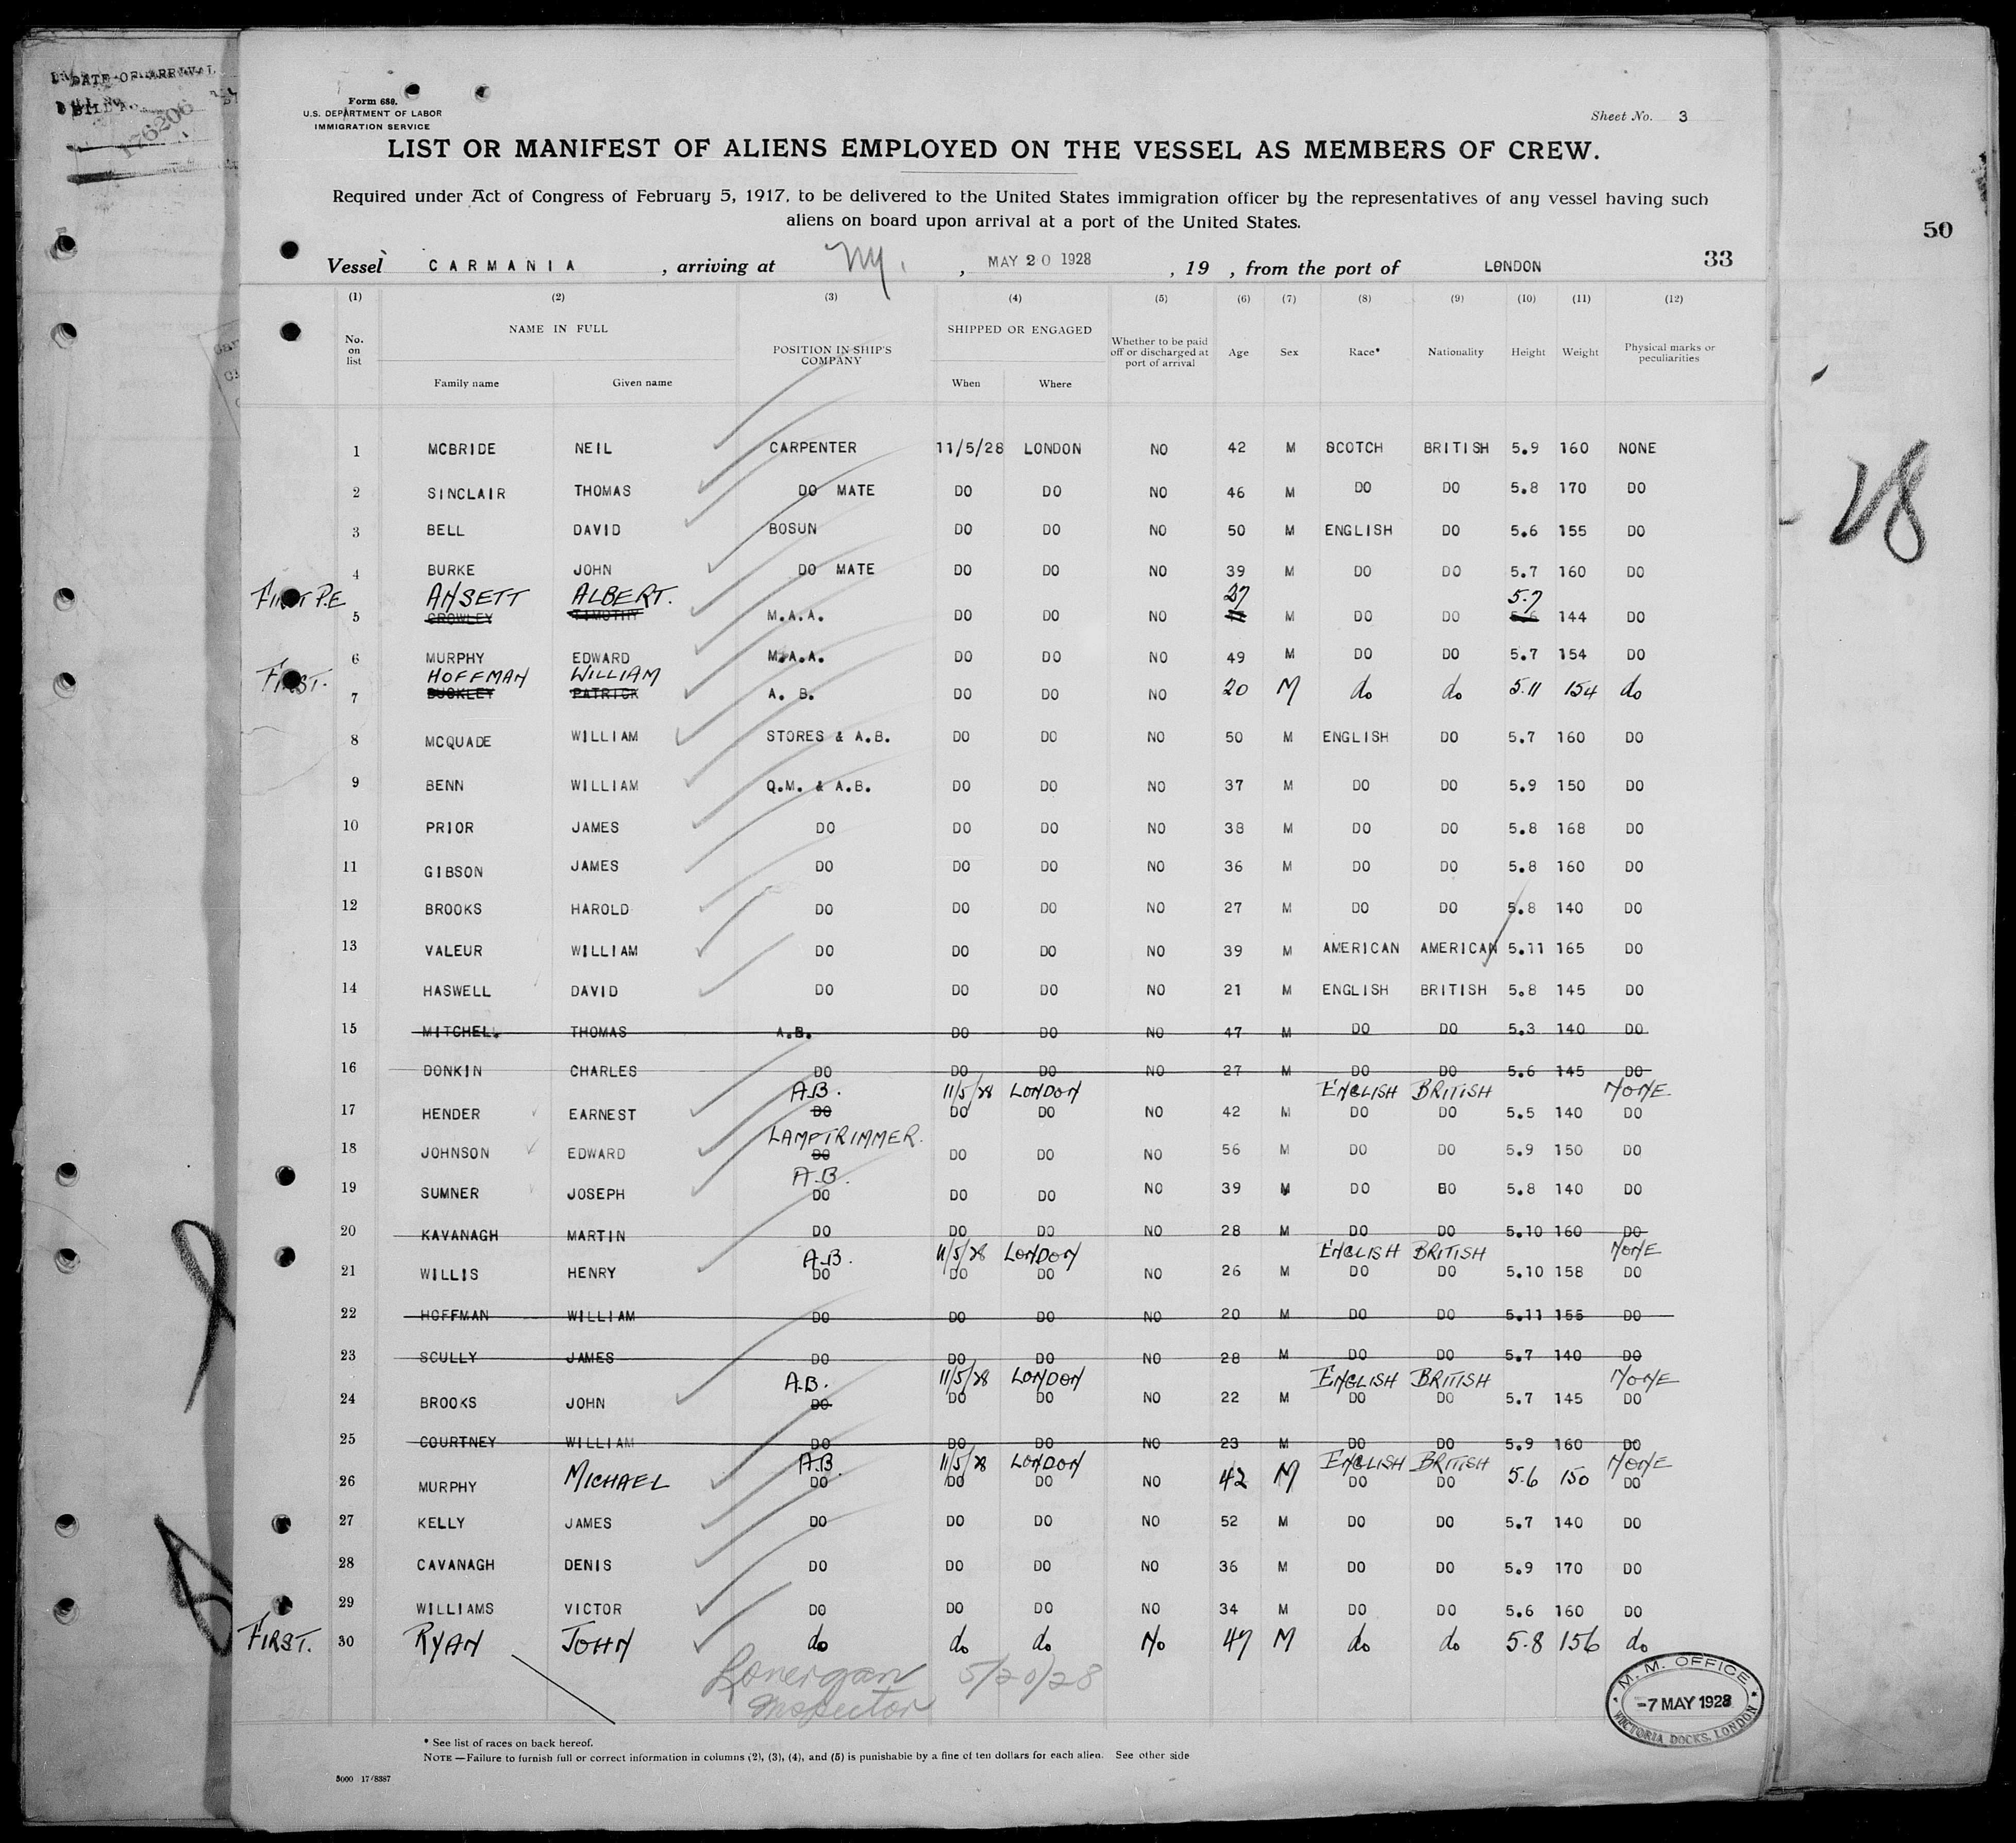 DATE OF ARRIVAL
176206
Form 686.
U.S. DEPARTMENT OF LABOR
IMMIGRATION SERVICE
Sheet No. 3
LIST OR MANIFEST OF ALIENS EMPLOYED ON THE VESSEL AS MEMBERS OF CREW.
Required under Act of Congress of February 5, 1917, to be delivered to the United States immigration officer by the representatives of any vessel having such
aliens on board upon arrival at a port of the United States.
50
Vessel CARMANIA, arriving at NY., MAY 20 1928, 19 , from the port of LONDON 33
(1) (2) (3) (4) (5) (6) (7) (8) (9) (10) (11) (12)
No. on list NAME IN FULL POSITION IN SHIP'S COMPANY SHIPPED OR ENGAGED Whether to be paid off or discharged at port of arrival Age Sex Race* Nationality Height Weight Physical marks or peculiarities
Family name Given name When Where
1 MCBRIDE NEIL CARPENTER 11/5/28 LONDON NO 42 M SCOTCH BRITISH 5.9 160 NONE
28
2 SINCLAIR THOMAS DO MATE DO DO NO 46 M DO DO 5.8 170 DO
3 BELL DAVID BOSUN DO DO NO 50 M ENGLISH DO 5.6 155 DO
4 BURKE JOHN DO MATE DO DO NO 39 M DO DO 5.7 160 DO
FIRST P.E ANSETT ALBERT. 37 5.7
5 CROWLEY TIMOTHY M.A.A. DO DO NO M DO DO 144 DO
6 MURPHY EDWARD M.A.A. DO DO NO 49 M DO DO 5.7 154 DO
FIRST. HOFFMAN WILLIAM
7 BUCKLEY PATRICK A. B. DO DO NO 20 M do do 5.11 154 do
8 MCQUADE WILLIAM STORES & A.B. DO DO NO 50 M ENGLISH DO 5.7 160 DO
9 BENN WILLIAM Q.M. & A.B. DO DO NO 37 M DO DO 5.9 150 DO
10 PRIOR JAMES DO DO DO NO 38 M DO DO 5.8 168 DO
11 GIBSON JAMES DO DO DO NO 36 M DO DO 5.8 160 DO
12 BROOKS HAROLD DO DO DO NO 27 M DO DO 5.8 140 DO
13 VALEUR WILLIAM DO DO DO NO 39 M AMERICAN AMERICAN 5.11 165 DO
14 HASWELL DAVID DO DO DO NO 21 M ENGLISH BRITISH 5.8 145 DO
15 MITCHELL THOMAS A.B. DO DO NO 47 M DO DO 5.3 140 DO
16 DONKIN CHARLES DO DO DO NO 27 M DO DO 5.6 145 DO
A.B. 11/5/28 LONDON ENGLISH BRITISH NONE
17 HENDER EARNEST DO DO DO NO 42 M DO DO 5.5 140 DO
LAMPTRIMMER.
18 JOHNSON EDWARD DO DO DO NO 56 M DO DO 5.9 150 DO
A.B.
19 SUMNER JOSEPH DO DO DO NO 39 M DO DO 5.8 140 DO
20 KAVANAGH MARTIN DO DO DO NO 28 M DO DO 5.10 160 DO
A.B. 11/5/28 LONDON ENGLISH BRITISH NONE
21 WILLIS HENRY DO DO DO NO 26 M DO DO 5.10 158 DO
22 HOFFMAN WILLIAM DO DO DO NO 20 M DO DO 5.11 155 DO
23 SCULLY JAMES DO DO DO NO 28 M DO DO 5.7 140 DO
A.B. 11/5/28 LONDON ENGLISH BRITISH NONE
24 BROOKS JOHN DO DO DO NO 22 M DO DO 5.7 145 DO
25 COURTNEY WILLIAM DO DO DO NO 23 M DO DO 5.9 160 DO
A.B. 11/5/28 LONDON ENGLISH BRITISH NONE
26 MURPHY MICHAEL DO DO DO NO 42 M DO DO 5.6 150 DO
27 KELLY JAMES DO DO DO NO 52 M DO DO 5.7 140 DO
28 CAVANAGH DENIS DO DO DO NO 36 M DO DO 5.9 170 DO
29 WILLIAMS VICTOR DO DO DO NO 34 M DO DO 5.6 160 DO
FIRST. 30 RYAN JOHN do do do No 47 M do do 5.8 156 do
Lonergan 5/20/28
Inspector
M. M. OFFICE
-7 MAY 1928
VICTORIA DOCKS, LONDON
* See list of races on back hereof.
NOTE—Failure to furnish full or correct information in columns (2), (3), (4), and (5) is punishable by a fine of ten dollars for each alien. See other side
5000 17/8387